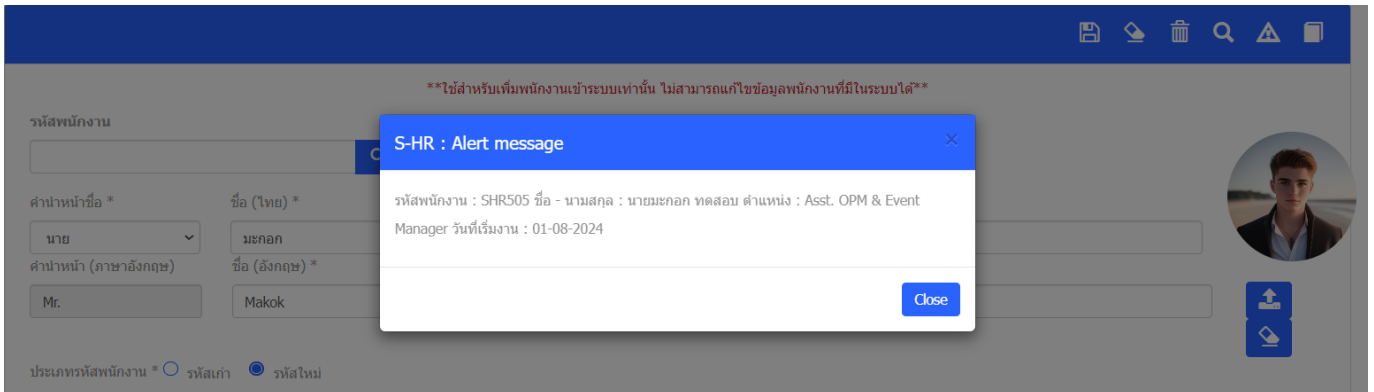 **ใช้สำหรับเพิ่มพนักงานเข้าระบบเท่านั้น ไม่สามารถแก้ไขข้อมูลพนักงานที่มีในระบบได้**
รหัสพนักงาน
S-HR : Alert message
×
รหัสพนักงาน : SHR505 ชื่อ - นามสกุล : นายมะกอก ทดสอบ ตำแหน่ง : Asst. OPM & Event
Manager วันที่เริ่มงาน : 01-08-2024
Close
คำนำหน้าชื่อ * ชื่อ (ไทย) *
นาย มะกอก
คำนำหน้า (ภาษาอังกฤษ) ชื่อ (อังกฤษ) *
Mr. Makok
ประเภทรหัสพนักงาน * รหัสเก่า รหัสใหม่